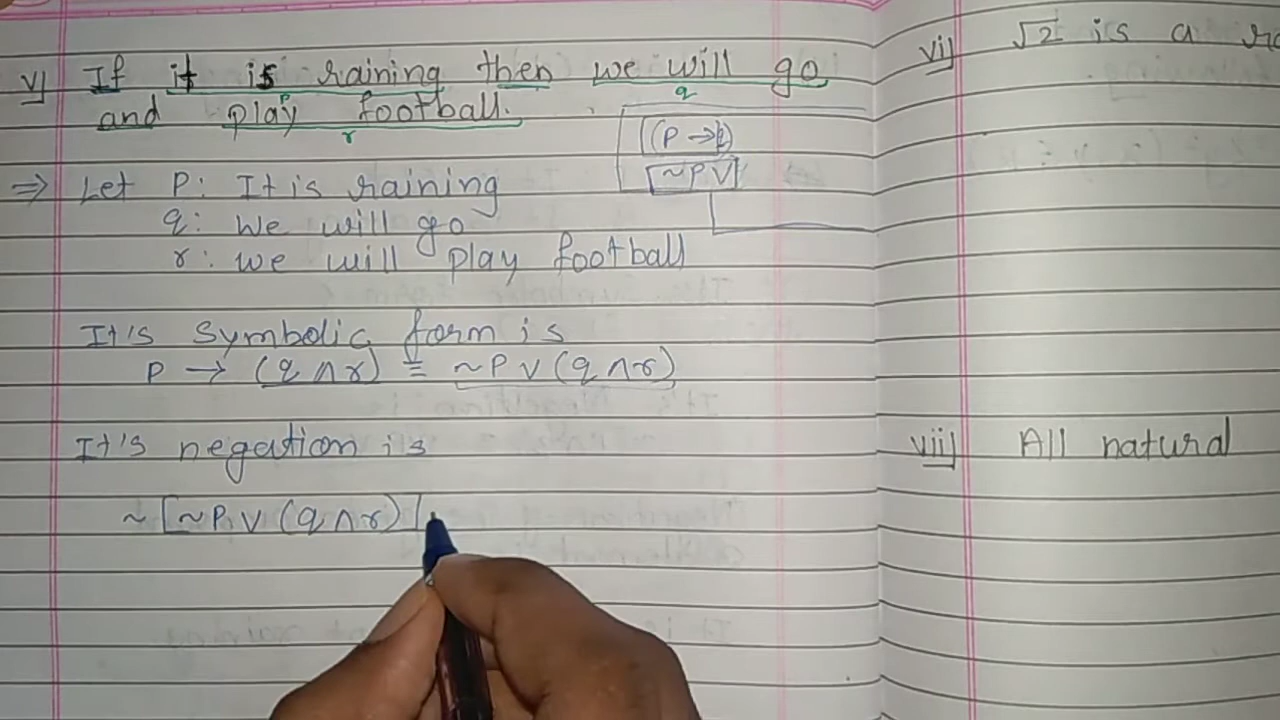 v) If it is raining then we will go
and play football.
p
q
r
(P →q)
~P V
⇒ Let P: It is raining
q: We will go
r: we will play football
It's Symbolic form is
P → (q ∧ r) ≡ ~P V (q ∧ r)
It's negation is
~ [~P V (q ∧ r)]
vi) √2 is a
vii) All natural